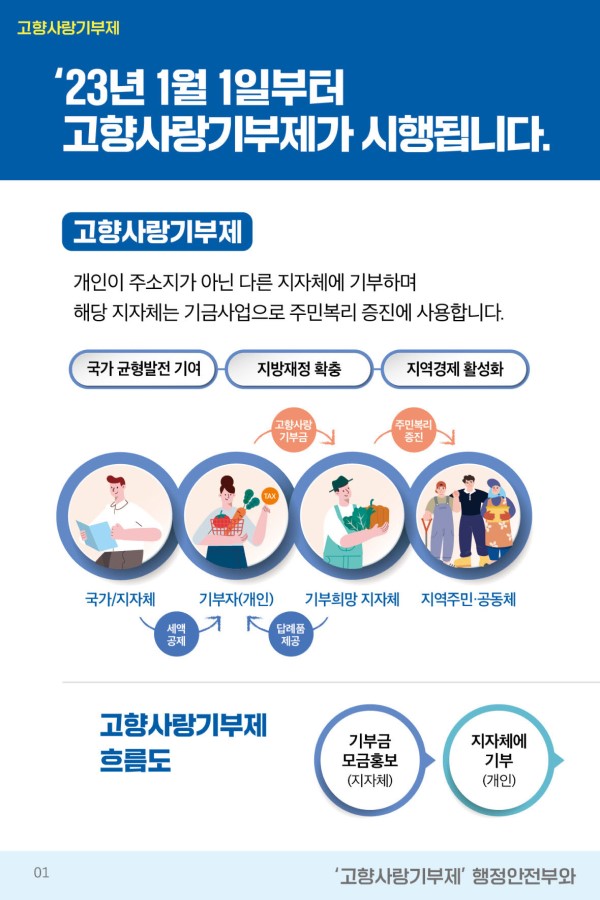 고향사랑기부제
‘23년 1월 1일부터
고향사랑기부제가 시행됩니다.
고향사랑기부제
개인이 주소지가 아닌 다른 지자체에 기부하며
해당 지자체는 기금사업으로 주민복리 증진에 사용합니다.
국가 균형발전 기여
지방재정 확충
지역경제 활성화
고향사랑
기부금
주민복리
증진
TAX
국가/지자체
기부자(개인)
기부희망 지자체
지역주민·공동체
세액
공제
답례품
제공
고향사랑기부제
흐름도
기부금
모금홍보
(지자체)
지자체에
기부
(개인)
01
‘고향사랑기부제’ 행정안전부와